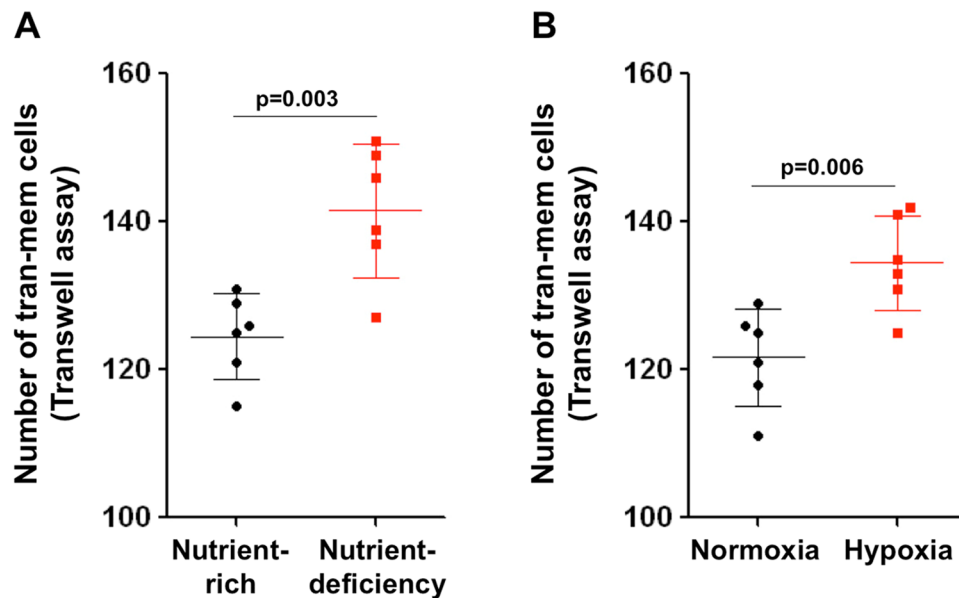 A
Number of tran-mem cells
(Transwell assay)
160
140
120
100
p=0.003
Nutrient-
rich
Nutrient-
deficiency
B
Number of tran-mem cells
(Transwell assay)
160
140
120
100
p=0.006
Normoxia
Hypoxia